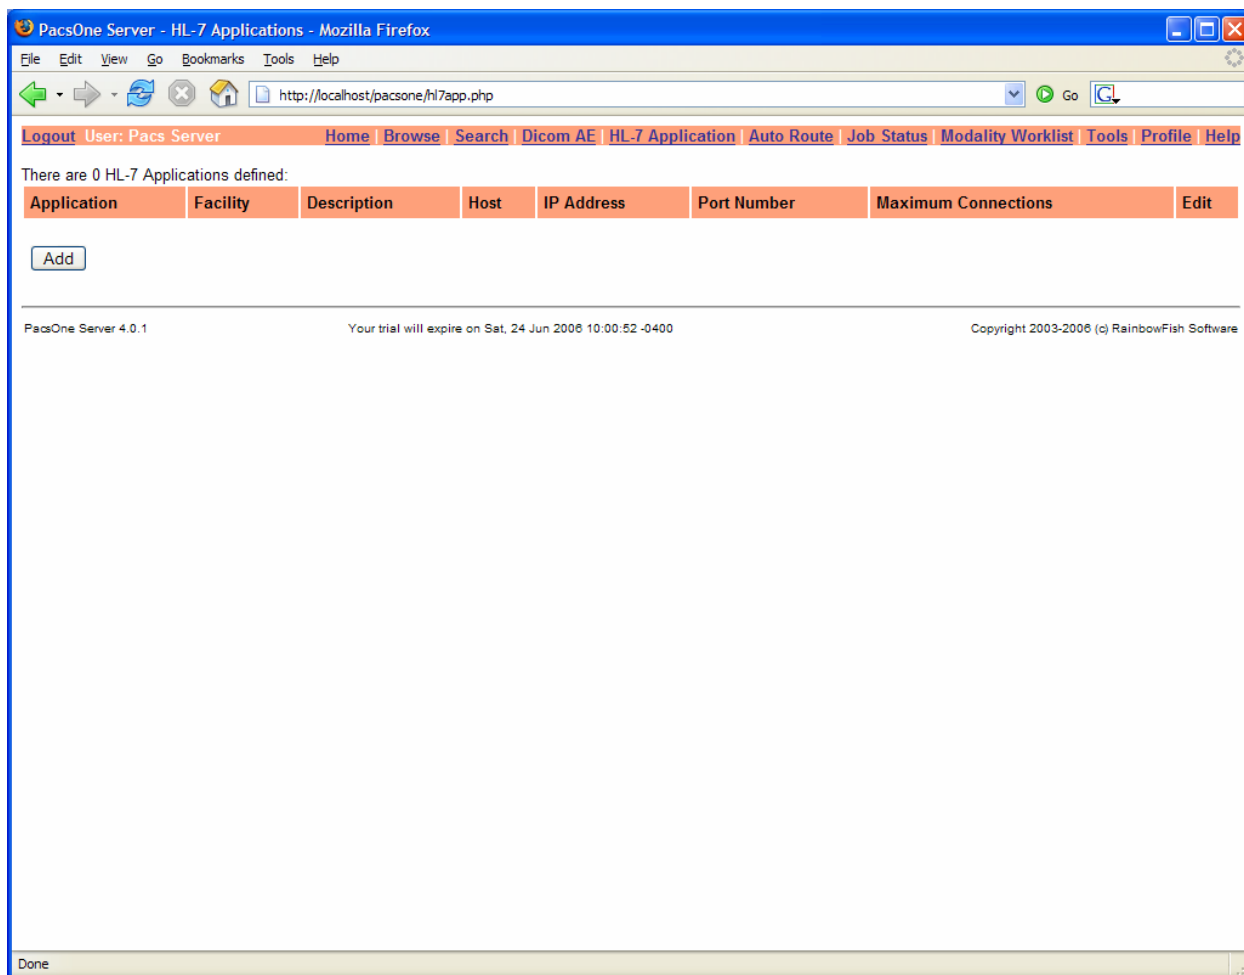 PacsOne Server - HL-7 Applications - Mozilla Firefox
File Edit View Go Bookmarks Tools Help
http://localhost/pacsone/hl7app.php Go G
Logout User: Pacs Server Home | Browse | Search | Dicom AE | HL-7 Application | Auto Route | Job Status | Modality Worklist | Tools | Profile | Help
There are 0 HL-7 Applications defined:
Application Facility Description Host IP Address Port Number Maximum Connections Edit
Add
PacsOne Server 4.0.1 Your trial will expire on Sat, 24 Jun 2006 10:00:52 -0400 Copyright 2003-2006 (c) RainbowFish Software
Done